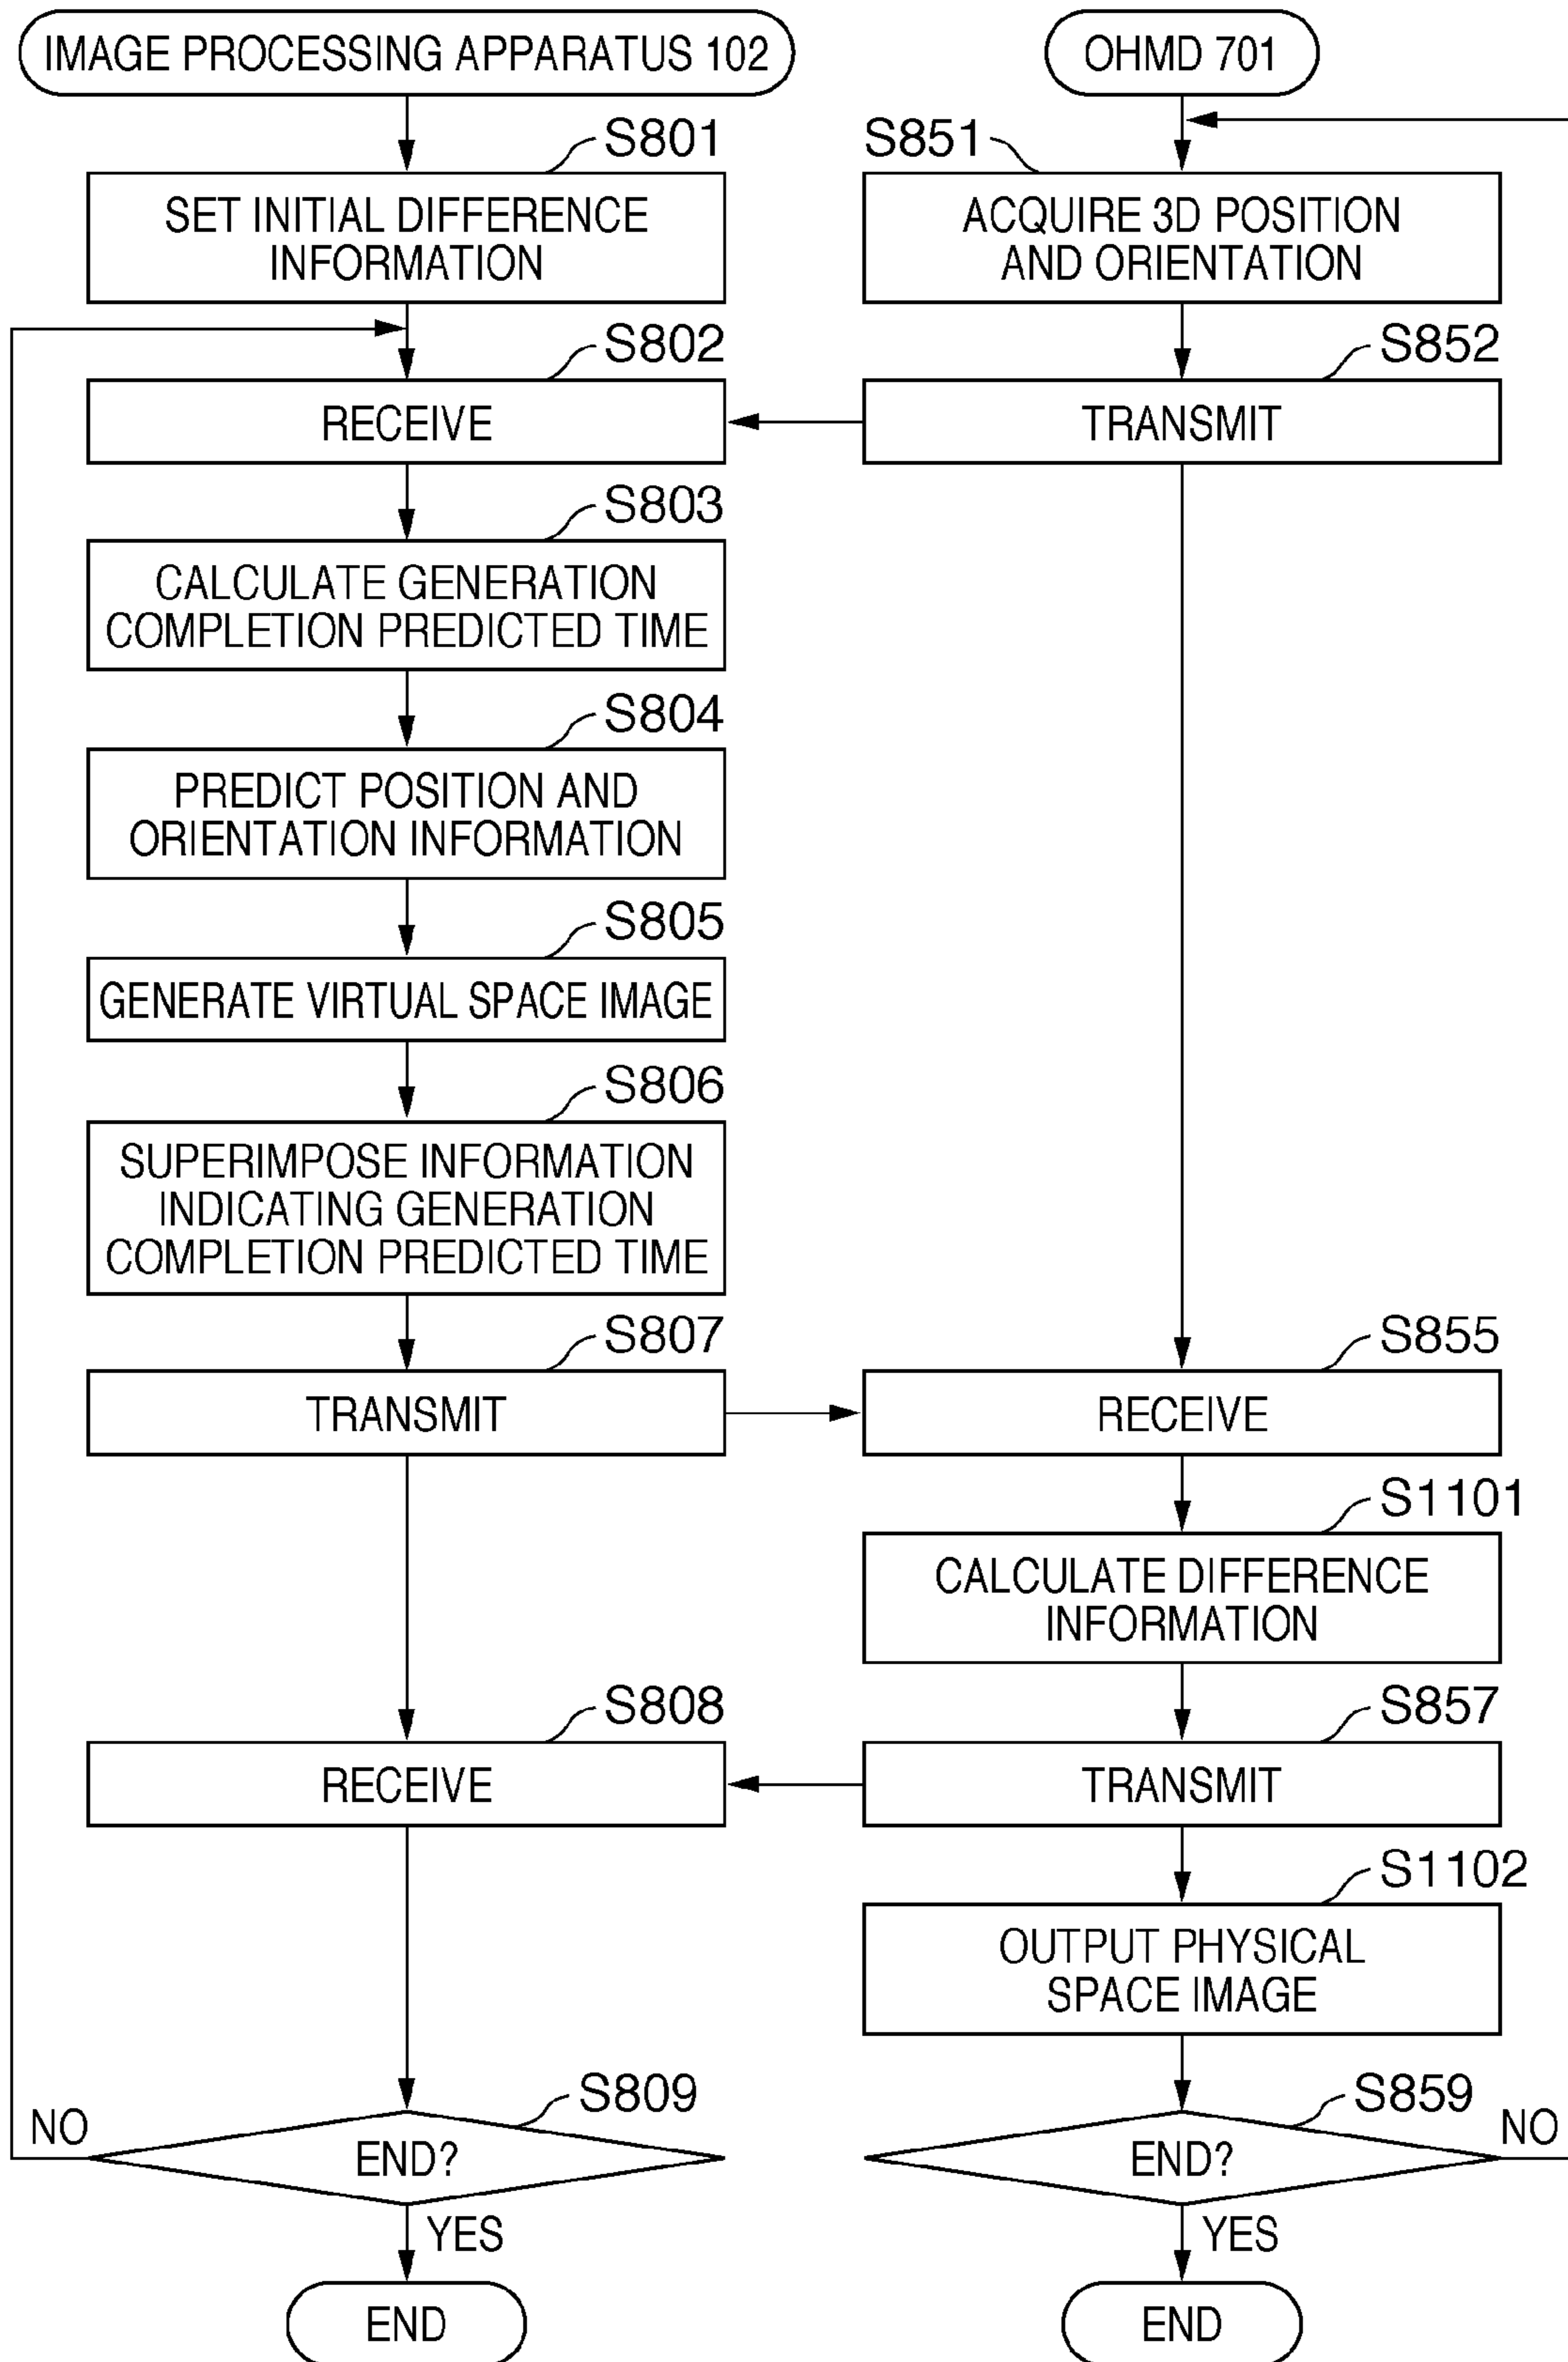 IMAGE PROCESSING APPARATUS 102
OHMD 701
S801
SET INITIAL DIFFERENCE
INFORMATION
S851
ACQUIRE 3D POSITION
AND ORIENTATION
S802
RECEIVE
S852
TRANSMIT
S803
CALCULATE GENERATION
COMPLETION PREDICTED TIME
S804
PREDICT POSITION AND
ORIENTATION INFORMATION
S805
GENERATE VIRTUAL SPACE IMAGE
S806
SUPERIMPOSE INFORMATION
INDICATING GENERATION
COMPLETION PREDICTED TIME
S807
TRANSMIT
S855
RECEIVE
S1101
CALCULATE DIFFERENCE
INFORMATION
S808
RECEIVE
S857
TRANSMIT
S1102
OUTPUT PHYSICAL
SPACE IMAGE
S809
NO
END?
YES
END
S859
NO
END?
YES
END